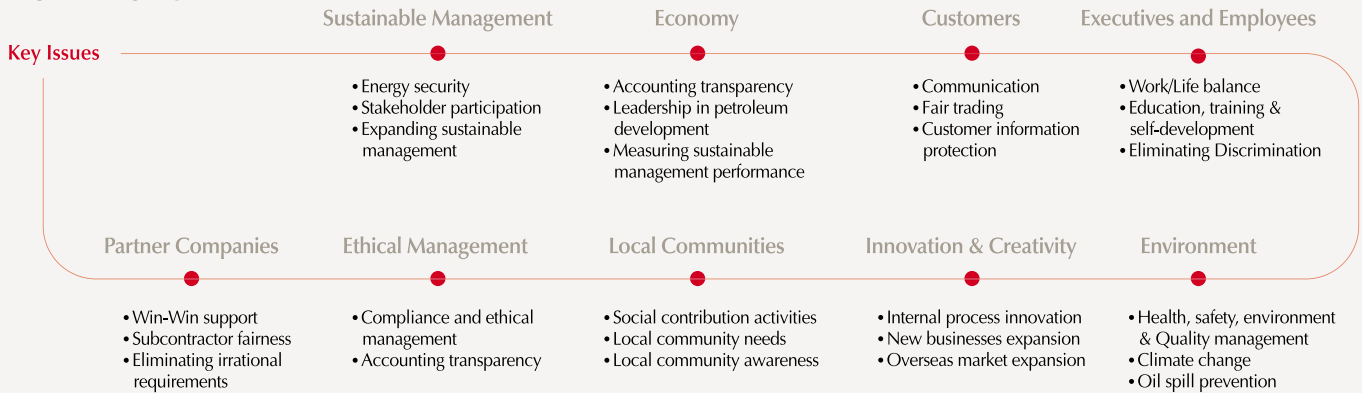 Sustainable Management
Economy
Customers
Executives and Employees
Key Issues
• Energy security
• Stakeholder participation
• Expanding sustainable
management
• Accounting transparency
• Leadership in petroleum
development
• Measuring sustainable
management performance
• Communication
• Fair trading
• Customer information
protection
• Work/Life balance
• Education, training &
self-development
• Eliminating Discrimination
Partner Companies
Ethical Management
Local Communities
Innovation & Creativity
Environment
• Win-Win support
• Subcontractor fairness
• Eliminating irrational
requirements
• Compliance and ethical
management
• Accounting transparency
• Social contribution activities
• Local community needs
• Local community awareness
• Internal process innovation
• New businesses expansion
• Overseas market expansion
• Health, safety, environment
& Quality management
• Climate change
• Oil spill prevention